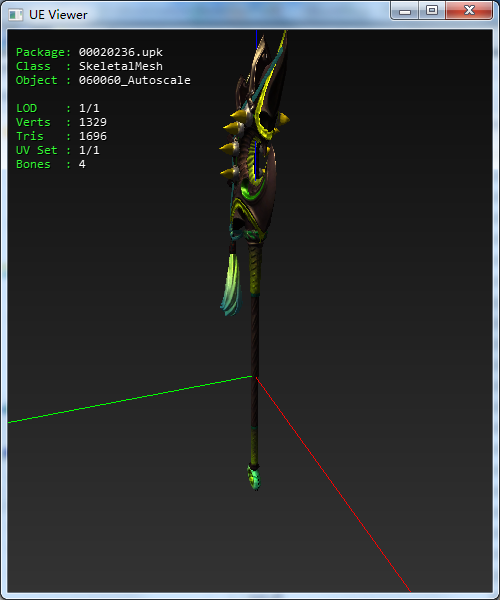 UE Viewer
Package: 00020236.upk
Class : SkeletalMesh
Object : 060060_Autoscale
LOD : 1/1
Verts : 1329
Tris : 1696
UV Set : 1/1
Bones : 4